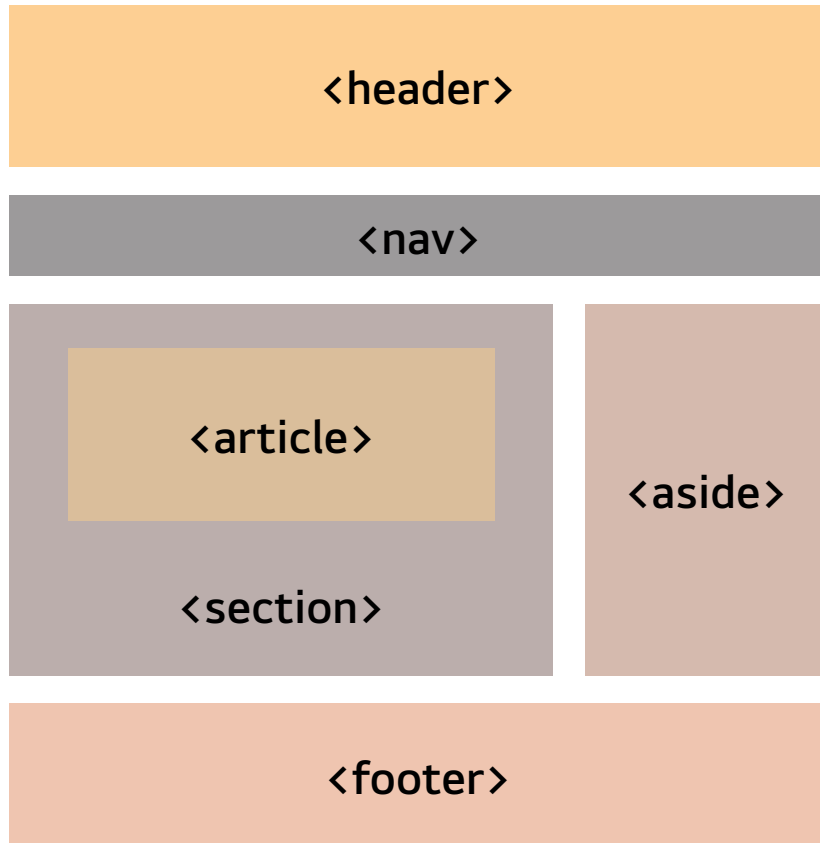 <header>
<nav>
<article>
<section>
<aside>
<footer>